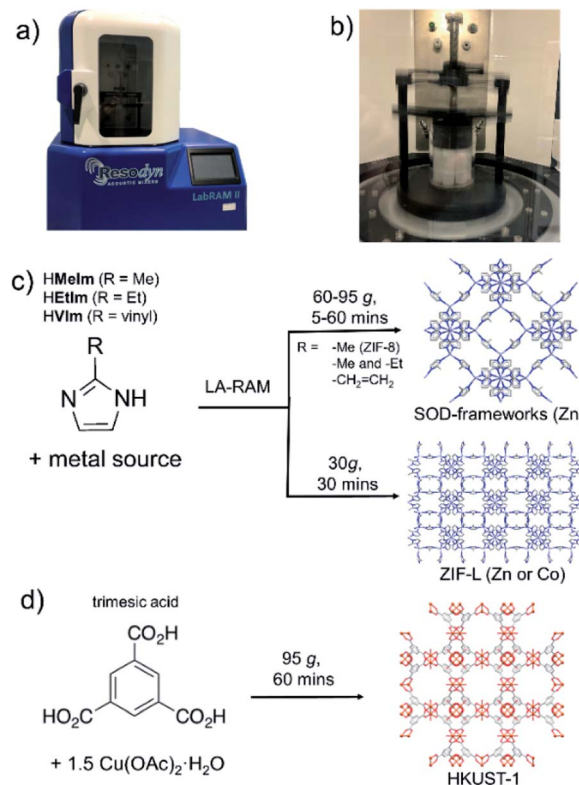 a)
b)
Resodyn
ACOUSTIC MIXERS
LabRAM II
c)
HMeIm (R = Me)
HEtIm (R = Et)
HVIm (R = vinyl)
R
N
NH
+ metal source
LA-RAM
60-95 g,
5-60 mins
R = -Me (ZIF-8)
-Me and -Et
-CH₂=CH₂
SOD-frameworks (Zn
30g,
30 mins
ZIF-L (Zn or Co)
d)
trimesic acid
CO₂H
HO₂C
CO₂H
+ 1.5 Cu(OAc)₂·H₂O
95 g,
60 mins
HKUST-1